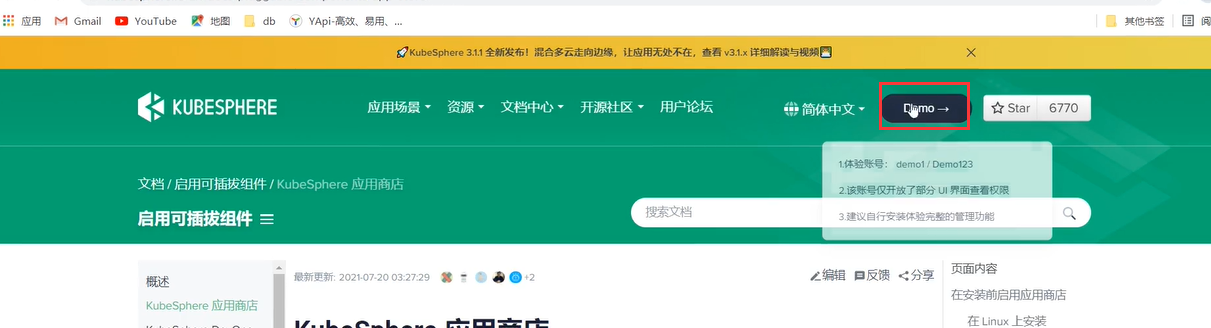 应用 Gmail YouTube 地图 db YApi-高效、易用、... 其他书签 阅
KubeSphere 3.1.1 全新发布！混合多云走向边缘，让应用无处不在，查看 v3.1.x 详细解读与视频
KUBESPHERE 应用场景 资源 文档中心 开源社区 用户论坛 简体中文 Demo → Star 6770
1.体验账号： demo1 / Demo123
文档 / 启用可插拔组件 / KubeSphere 应用商店
2.该账号仅开放了部分 UI 界面查看权限
启用可插拔组件 搜索文档
3.建议自行安装体验完整的管理功能
概述 最新更新: 2021-07-20 03:27:29 +2 编辑 反馈 分享 页面内容
KubeSphere 应用商店 在安装前启用应用商店
KubeSphere DevOps KubeSphere 应用商店 在 Linux 上安装